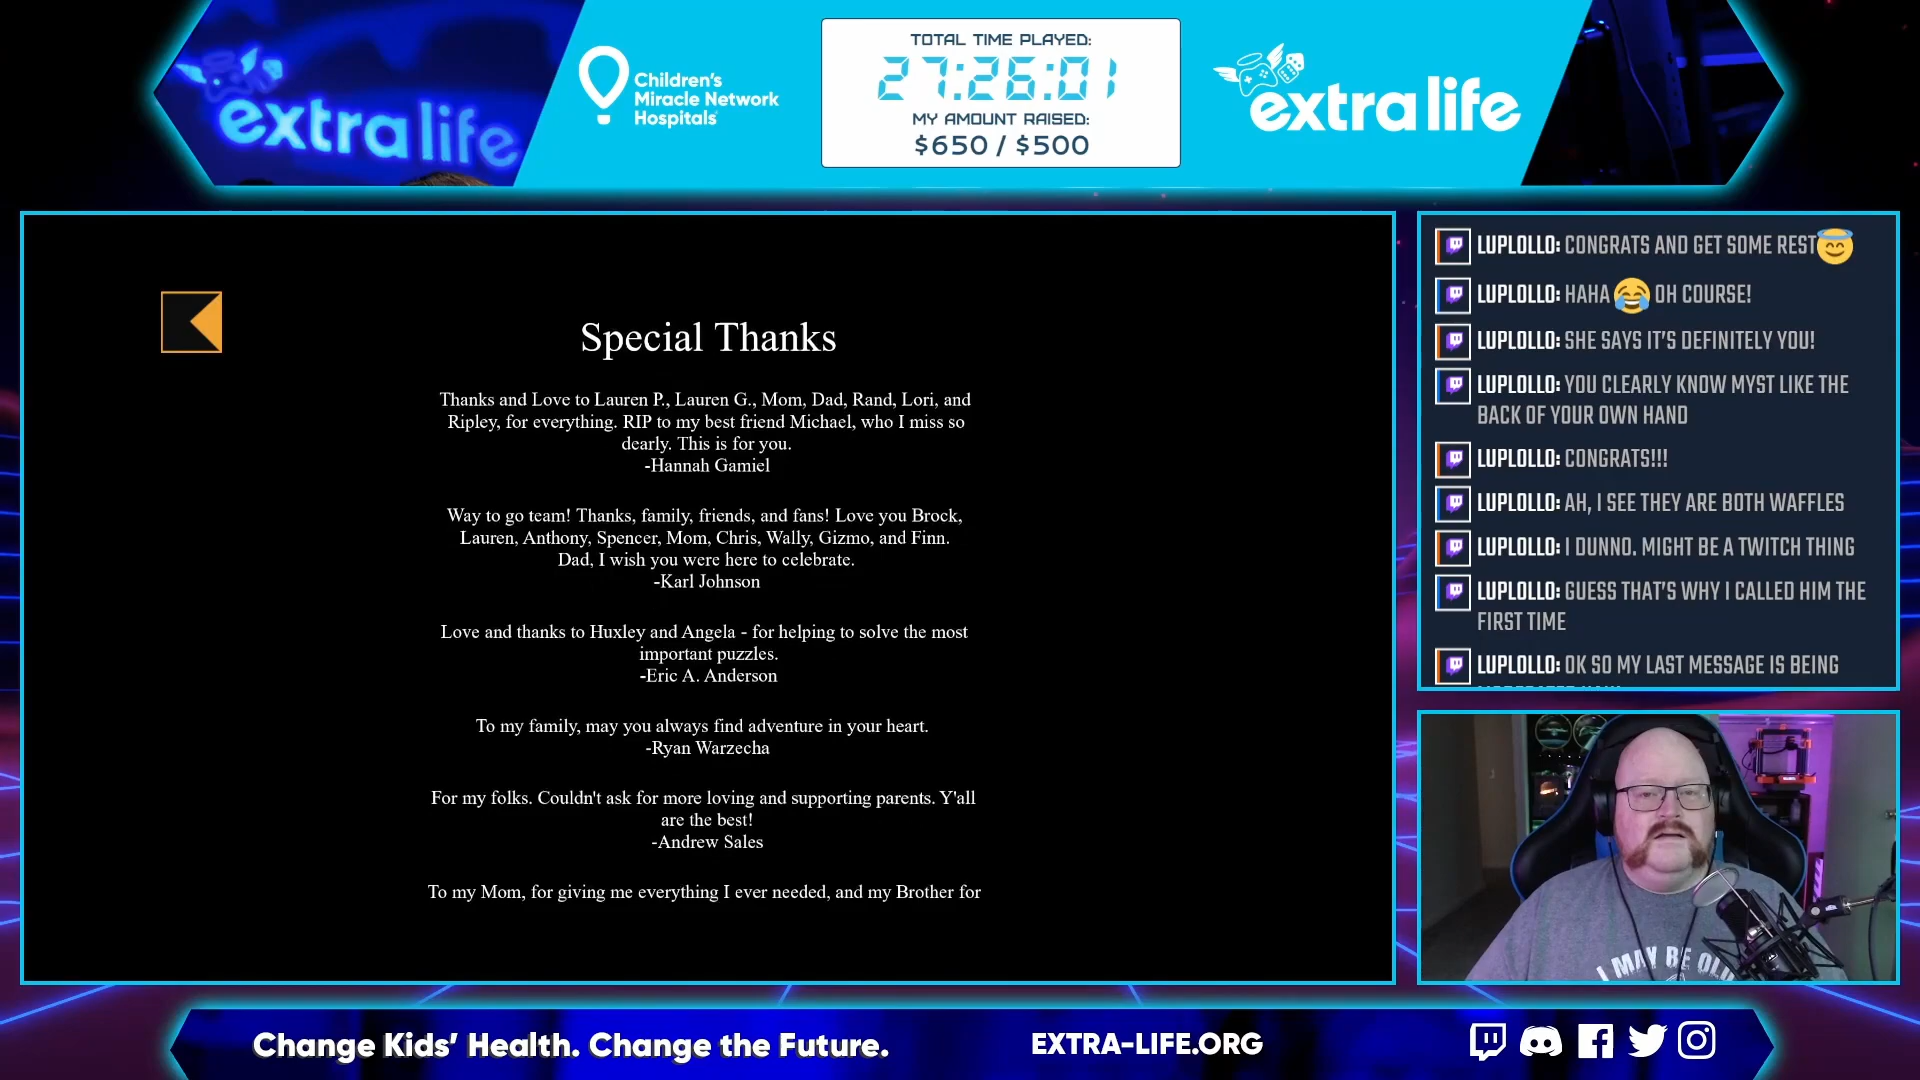 extra life
Children's
Miracle Network
Hospitals
TOTAL TIME PLAYED:
27:26:01
MY AMOUNT RAISED:
$650 / $500
extra life
Special Thanks
Thanks and Love to Lauren P., Lauren G., Mom, Dad, Rand, Lori, and
Ripley, for everything. RIP to my best friend Michael, who I miss so
dearly. This is for you.
-Hannah Gamiel
Way to go team! Thanks, family, friends, and fans! Love you Brock,
Lauren, Anthony, Spencer, Mom, Chris, Wally, Gizmo, and Finn.
Dad, I wish you were here to celebrate.
-Karl Johnson
Love and thanks to Huxley and Angela - for helping to solve the most
important puzzles.
-Eric A. Anderson
To my family, may you always find adventure in your heart.
-Ryan Warzecha
For my folks. Couldn't ask for more loving and supporting parents. Y'all
are the best!
-Andrew Sales
To my Mom, for giving me everything I ever needed, and my Brother for
LUPLOLLO: CONGRATS AND GET SOME REST😇
LUPLOLLO: HAHA 😂 OH COURSE!
LUPLOLLO: SHE SAYS IT'S DEFINITELY YOU!
LUPLOLLO: YOU CLEARLY KNOW MYST LIKE THE
BACK OF YOUR OWN HAND
LUPLOLLO: CONGRATS!!!
LUPLOLLO: AH, I SEE THEY ARE BOTH WAFFLES
LUPLOLLO: I DUNNO. MIGHT BE A TWITCH THING
LUPLOLLO: GUESS THAT'S WHY I CALLED HIM THE
FIRST TIME
LUPLOLLO: OK SO MY LAST MESSAGE IS BEING
I MAY BE OLD
Change Kids' Health. Change the Future.
EXTRA-LIFE.ORG